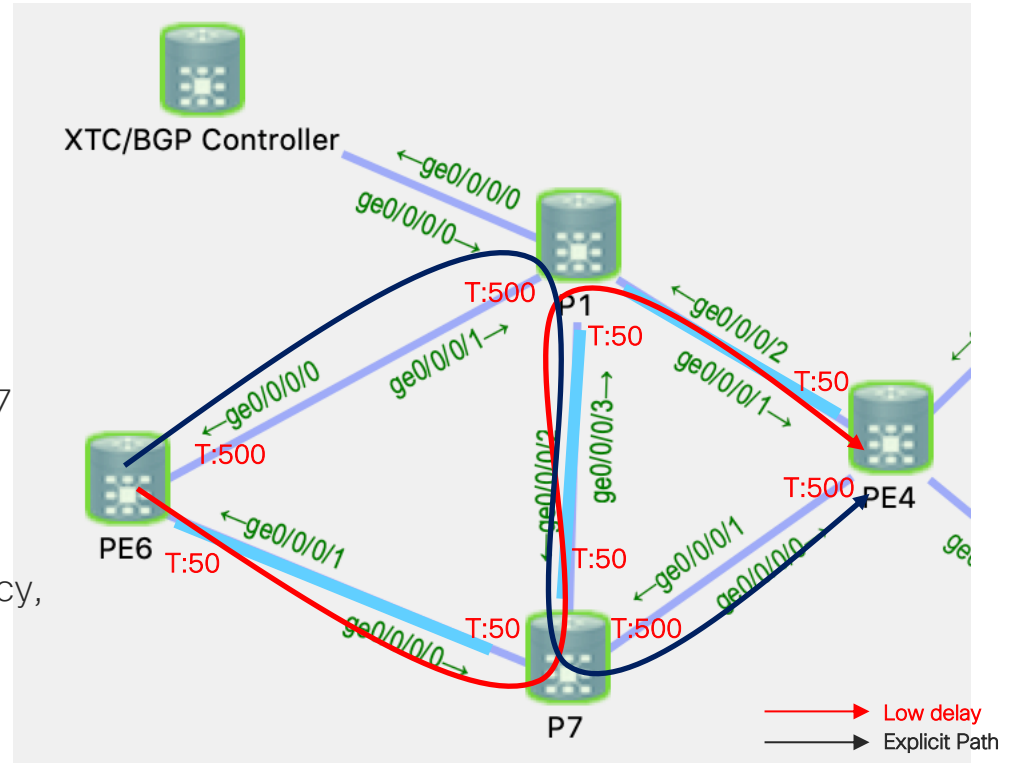 XTC/BGP Controller
←ge0/0/0/0
ge0/0/0/0→
P1
T:500
T:50
←ge0/0/0/2
ge0/0/0/1→
ge0/0/0/1→
T:50
←ge0/0/0/0
T:500
7
ge0/0/0/3→
←ge0/0/0/2
PE4
T:500
PE6
←ge0/0/0/1
T:50
T:50
←ge0/0/0/1
ge0/0/0/0→
cy,
ge0/0/0/0→
T:50
T:500
P7
ge
Low delay
Explicit Path